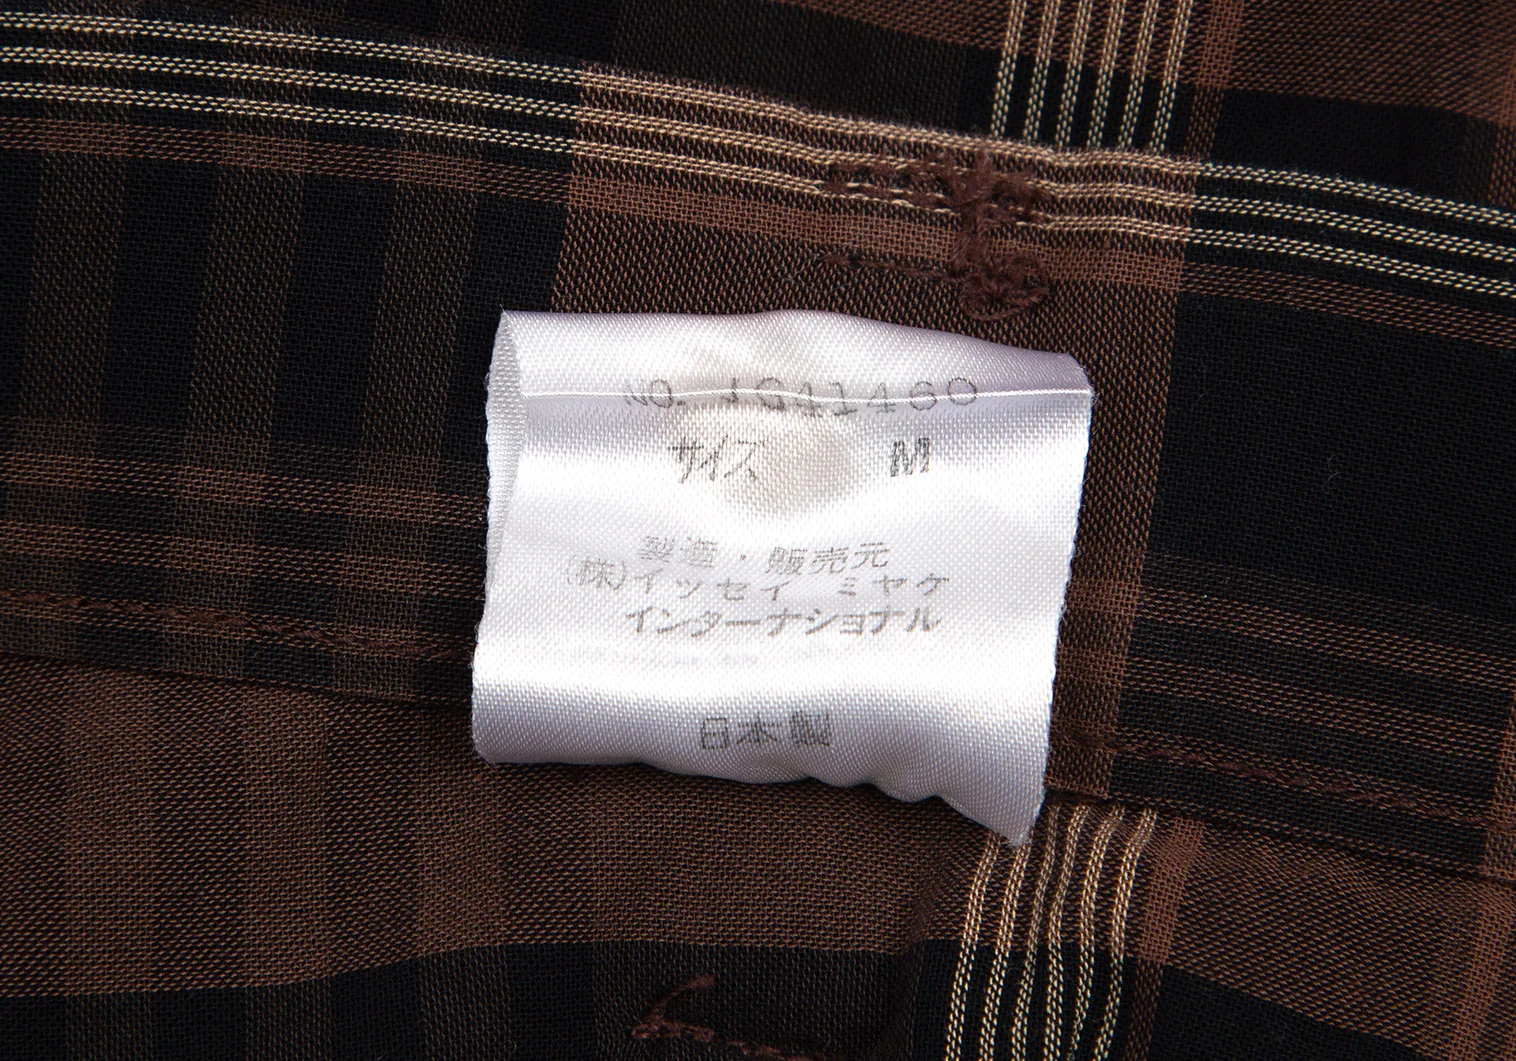 NO. JG41460
サイズ M
製造・販売元
(株)イッセイ ミヤケ
インターナショナル
日本製